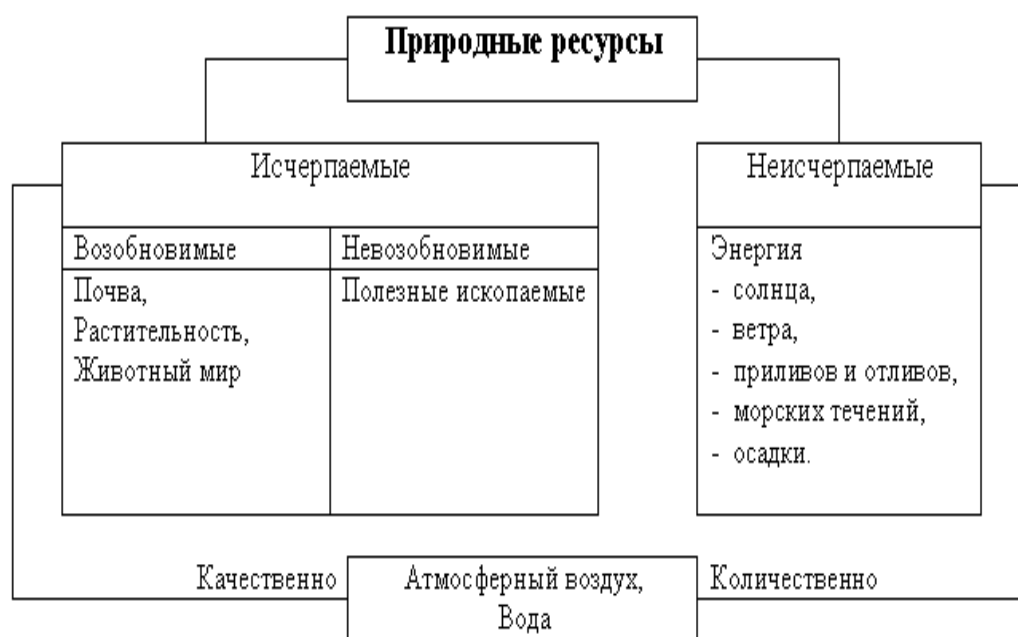 Природные ресурсы
Исчерпаемые
Возобновимые
Невозобновимые
Почва,
Растительность,
Животный мир
Полезные ископаемые
Неисчерпаемые
Энергия
- солнца,
- ветра,
- приливов и отливов,
- морских течений,
- осадки.
Качественно
Атмосферный воздух,
Вода
Количественно